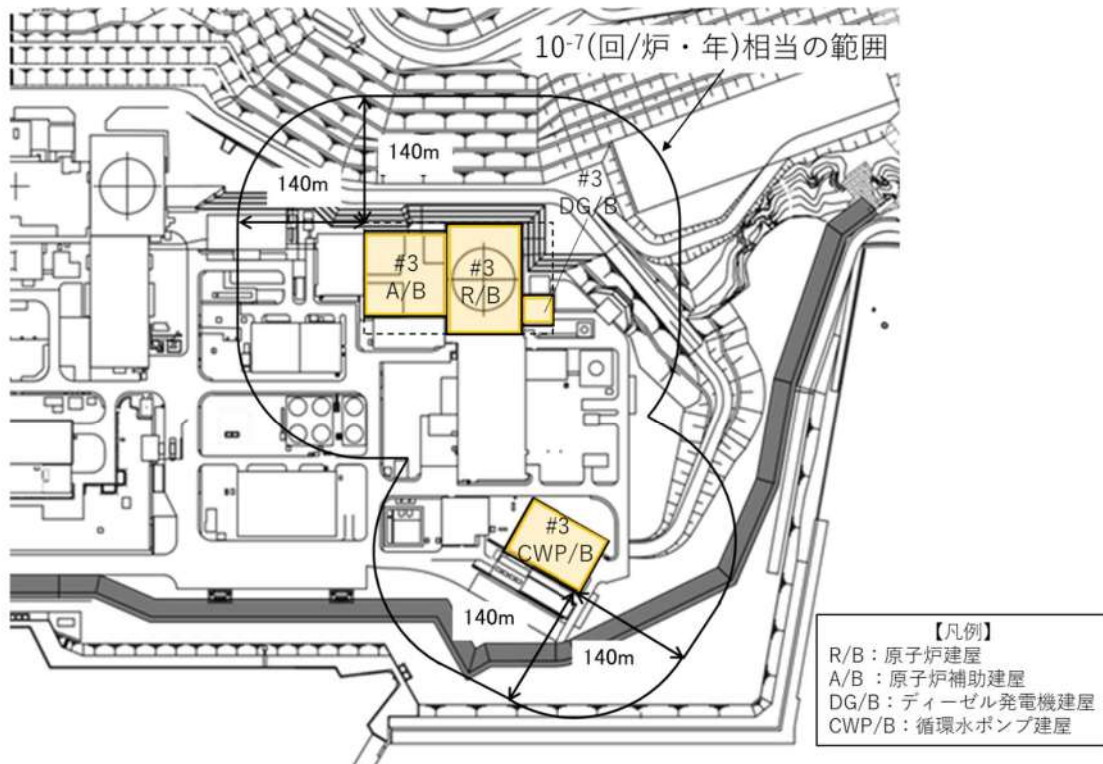 10⁻⁷(回/炉・年)相当の範囲
140m
140m
#3
DG/B
#3
A/B
#3
R/B
#3
CWP/B
140m
140m
【凡例】
R/B：原子炉建屋
A/B：原子炉補助建屋
DG/B：ディーゼル発電機建屋
CWP/B：循環水ポンプ建屋